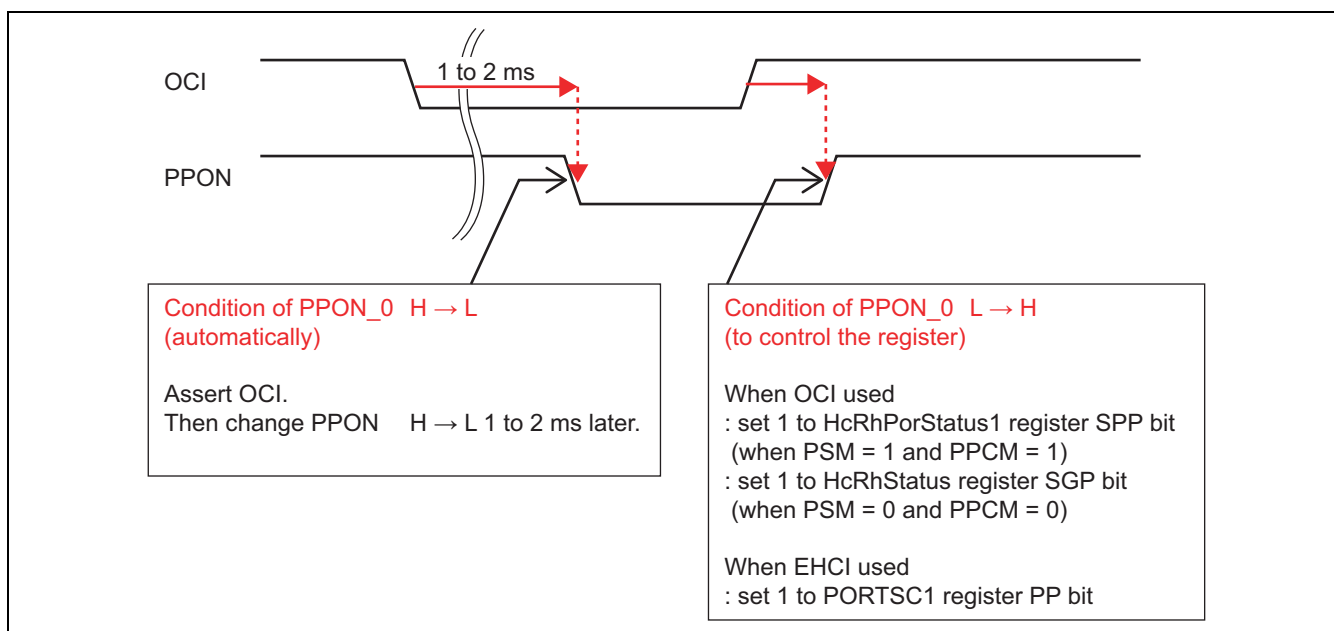 1 to 2 ms
OCI
PPON
Condition of PPON_0 H → L
(automatically)
Assert OCI.
Then change PPON H → L 1 to 2 ms later.
Condition of PPON_0 L → H
(to control the register)
When OCI used
: set 1 to HcRhPorStatus1 register SPP bit
(when PSM = 1 and PPCM = 1)
: set 1 to HcRhStatus register SGP bit
(when PSM = 0 and PPCM = 0)
When EHCI used
: set 1 to PORTSC1 register PP bit